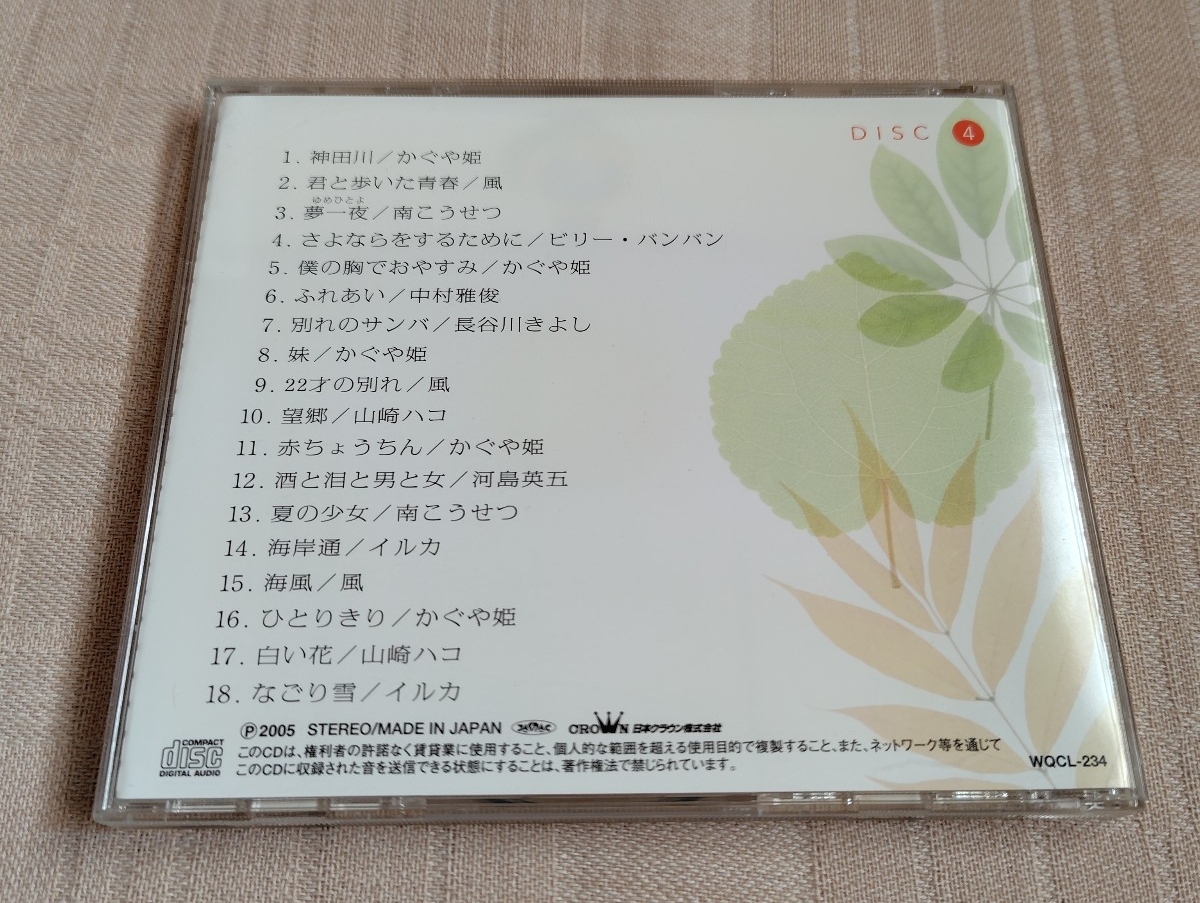 DISC 4
1. 神田川／かぐや姫
2. 君と歩いた青春／風
ゆめひとよ
3. 夢一夜／南こうせつ
4. さよならをするために／ビリー・バンバン
5. 僕の胸でおやすみ／かぐや姫
6. ふれあい／中村雅俊
7. 別れのサンバ／長谷川きよし
8. 妹／かぐや姫
9. 22才の別れ／風
10. 望郷／山崎ハコ
11. 赤ちょうちん／かぐや姫
12. 酒と泪と男と女／河島英五
13. 夏の少女／南こうせつ
14. 海岸通／イルカ
15. 海風／風
16. ひとりきり／かぐや姫
17. 白い花／山崎ハコ
18. なごり雪／イルカ
Ⓟ2005 STEREO/MADE IN JAPAN JASRAC CROWN 日本クラウン株式会社
COMPACT disc DIGITAL AUDIO
このCDは、権利者の許諾なく賃貸業に使用すること、個人的な範囲を超える使用目的で複製すること、また、ネットワーク等を通じて
このCDに収録された音を送信できる状態にすることは、著作権法で禁じられています。
WQCL-234